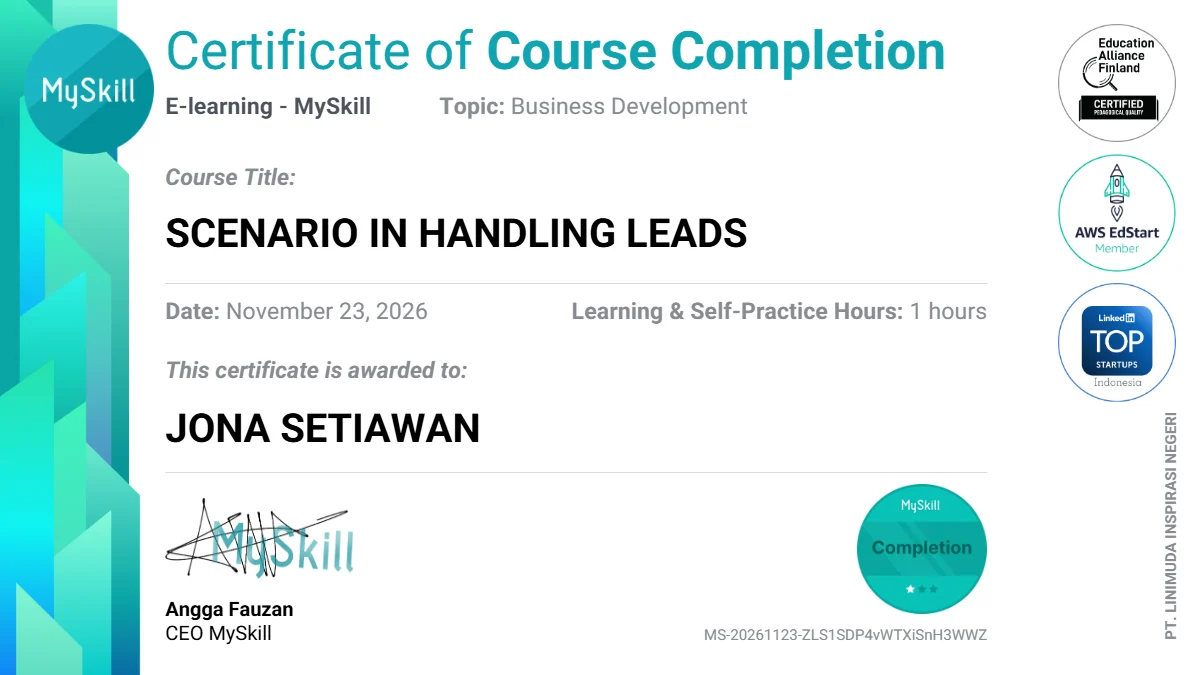 MySkill
Certificate of Course Completion
E-learning - MySkill
Topic: Business Development
Course Title:
SCENARIO IN HANDLING LEADS
Date: November 23, 2026
Learning & Self-Practice Hours: 1 hours
This certificate is awarded to:
JONA SETIAWAN
MySkill
Angga Fauzan
CEO MySkill
MySkill
Completion
MS-20261123-ZLS1SDP4vWTXiSnH3WWZ
Education
Alliance
Finland
CERTIFIED
PEDAGOGICAL QUALITY
AWS EdStart
Member
LinkedIn
TOP
STARTUPS
Indonesia
PT. LINIMUDA INSPIRASI NEGERI